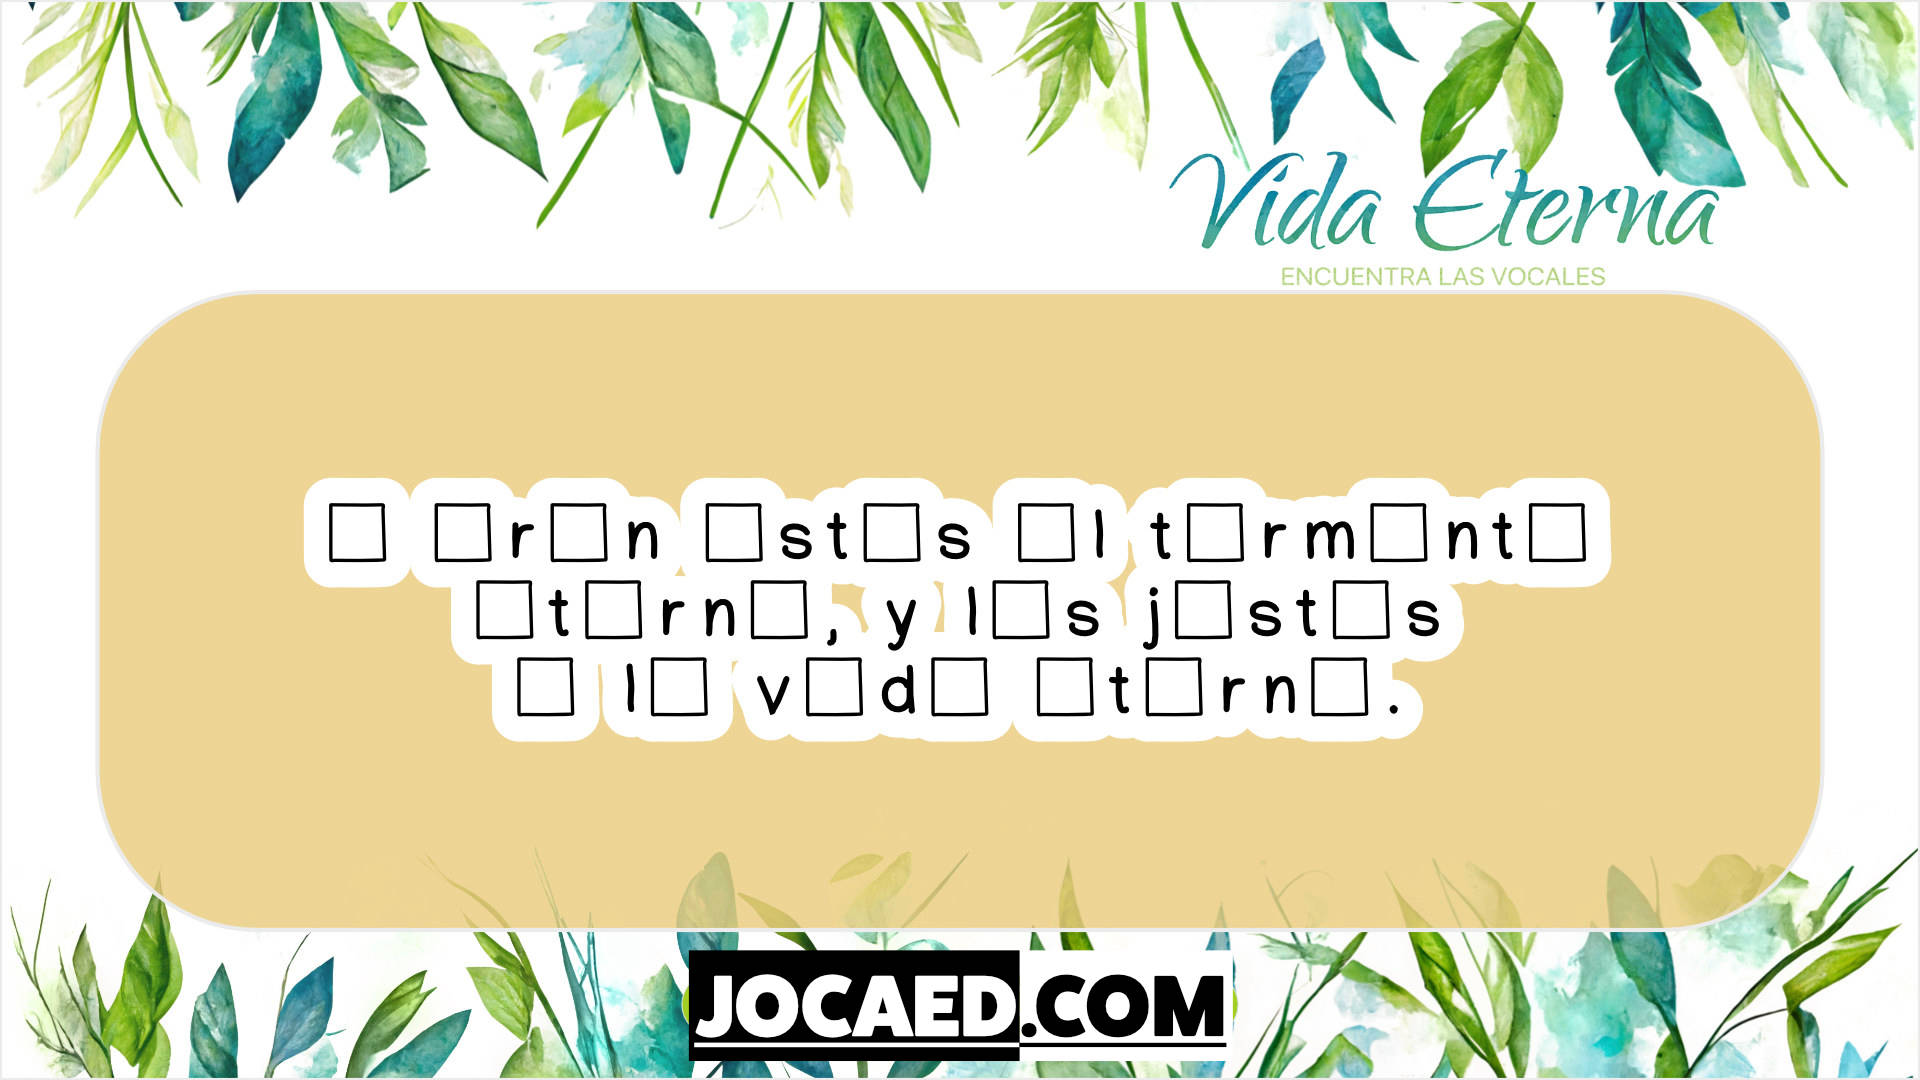 Vida Eterna
ENCUENTRA LAS VOCALES
□ □r□n □st□s □l t□rm□nt□
□t□rn□, y l□s j□st□s
□ l□ v□d□ □t□rn□.
JOCAED.COM